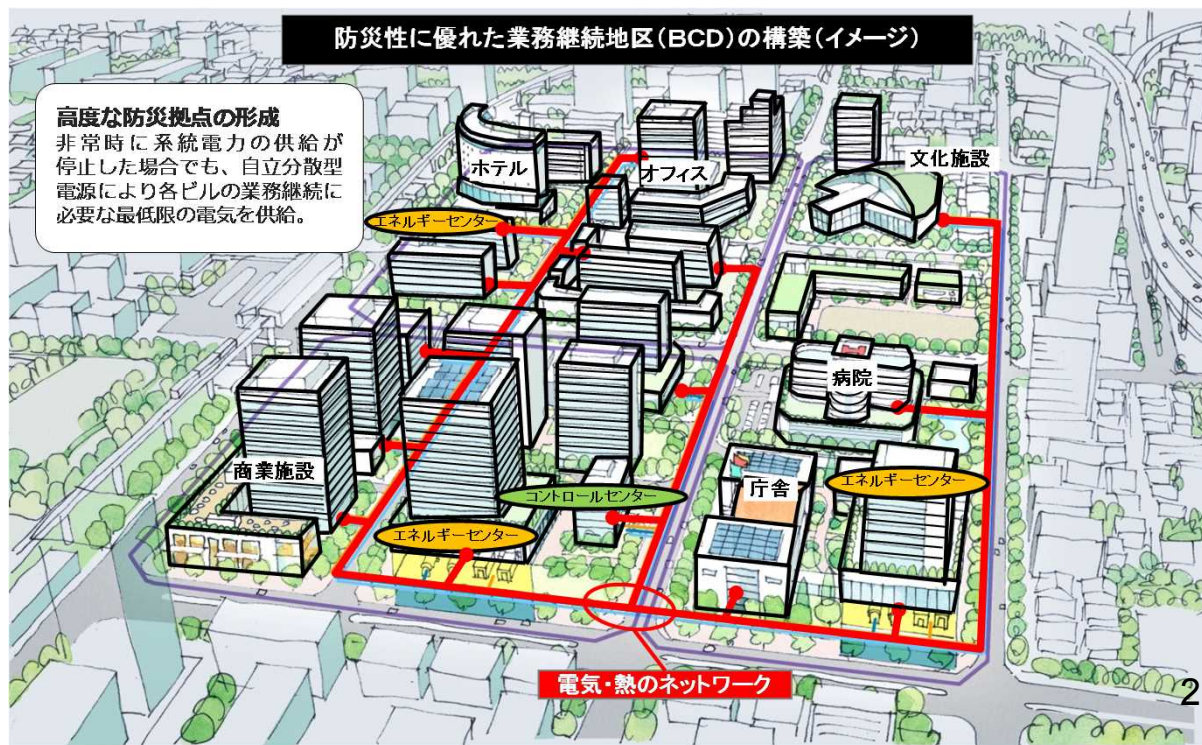 防災性に優れた業務継続地区（BCD）の構築（イメージ）
高度な防災拠点の形成
非常時に系統電力の供給が
停止した場合でも、自立分散型
電源により各ビルの業務継続に
必要な最低限の電気を供給。
ホテル
オフィス
文化施設
エネルギーセンター
病院
商業施設
庁舎
エネルギーセンター
コントロールセンター
エネルギーセンター
電気・熱のネットワーク
2